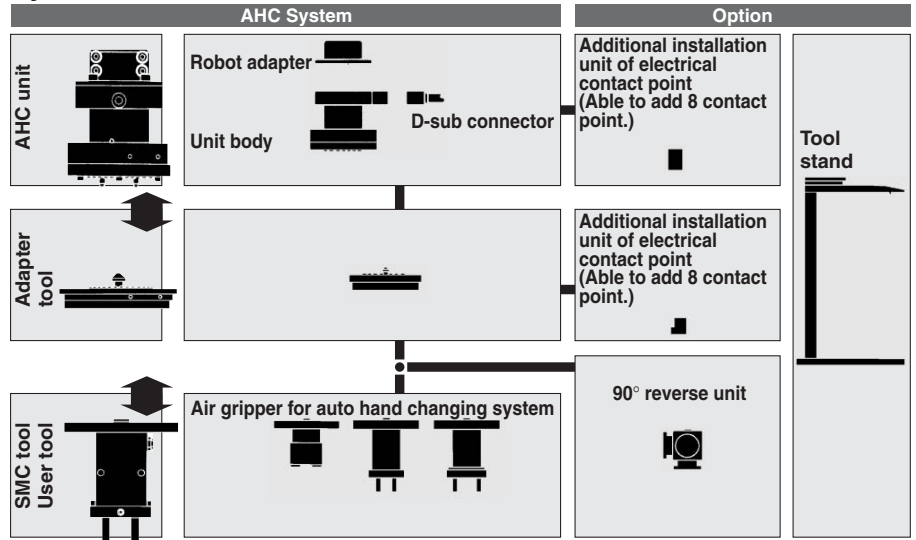 AHC System
Option
AHC unit
Robot adapter
Unit body
D-sub connector
Additional installation
unit of electrical
contact point
(Able to add 8 contact
point.)
Tool
stand
Adapter
tool
Additional installation
unit of electrical
contact point
(Able to add 8 contact
point.)
SMC tool
User tool
Air gripper for auto hand changing system
90° reverse unit